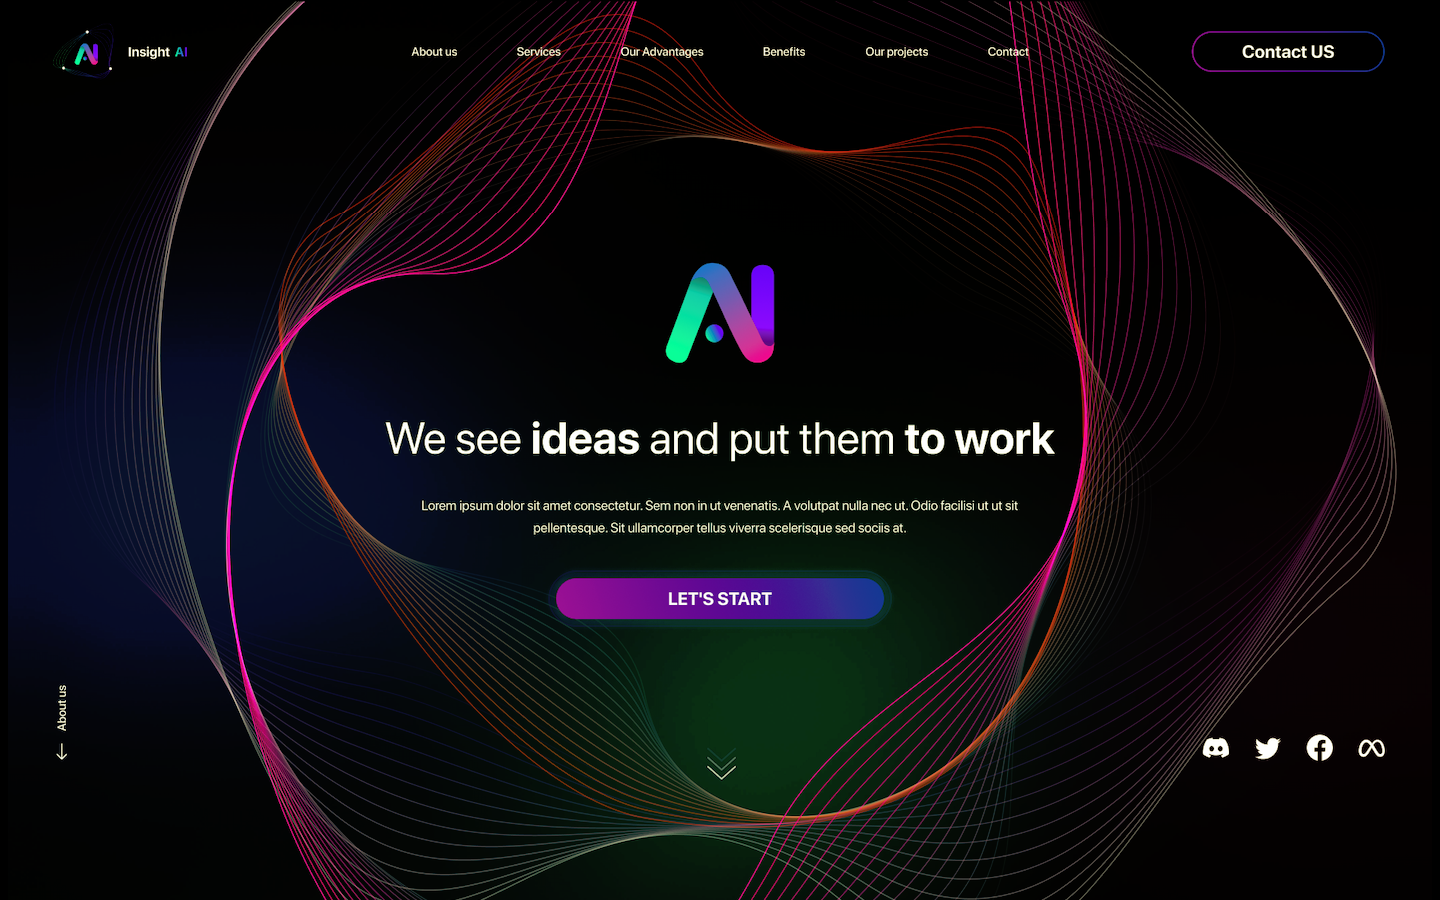 AI Insight AI
About us Services Our Advantages Benefits Our projects Contact
Contact US
AI
We see ideas and put them to work
Lorem ipsum dolor sit amet consectetur. Sem non in ut venenatis. A volutpat nulla nec ut. Odio facilisi ut ut sit
pellentesque. Sit ullamcorper tellus viverra scelerisque sed sociis at.
LET'S START
About us